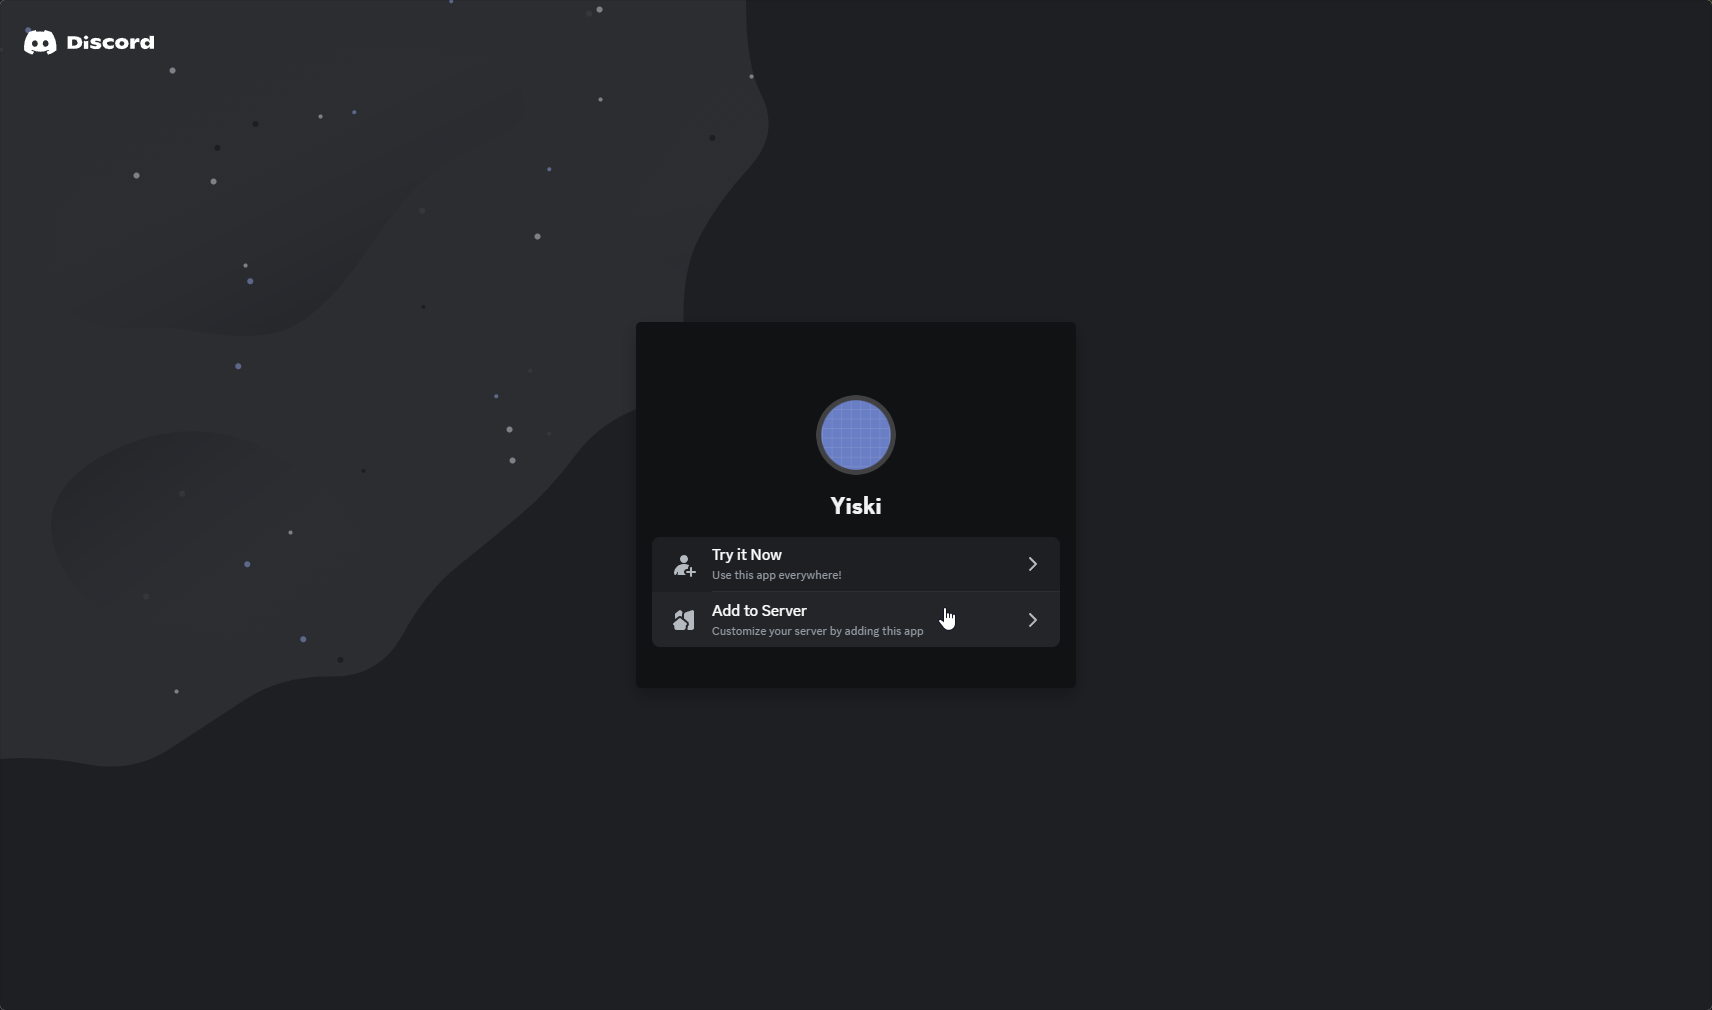 Discord
Yiski
Try it Now
Use this app everywhere!
Add to Server
Customize your server by adding this app